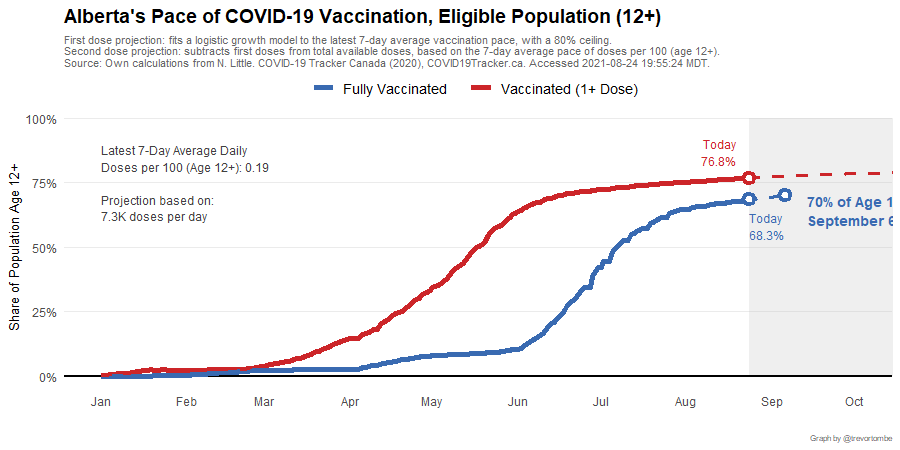 Alberta's Pace of COVID-19 Vaccination, Eligible Population (12+)
First dose projection: fits a logistic growth model to the latest 7-day average vaccination pace, with a 80% ceiling.
Second dose projection: subtracts first doses from total available doses, based on the 7-day average pace of doses per 100 (age 12+).
Source: Own calculations from N. Little. COVID-19 Tracker Canada (2020), COVID19Tracker.ca. Accessed 2021-08-24 19:55:24 MDT.
Fully Vaccinated
Vaccinated (1+ Dose)
Share of Population Age 12+
100%
75%
50%
25%
0%
Latest 7-Day Average Daily
Doses per 100 (Age 12+): 0.19
Projection based on:
7.3K doses per day
Today
76.8%
Today
68.3%
70% of Age 1
September 6
Jan
Feb
Mar
Apr
May
Jun
Jul
Aug
Sep
Oct
Graph by @trevortombe